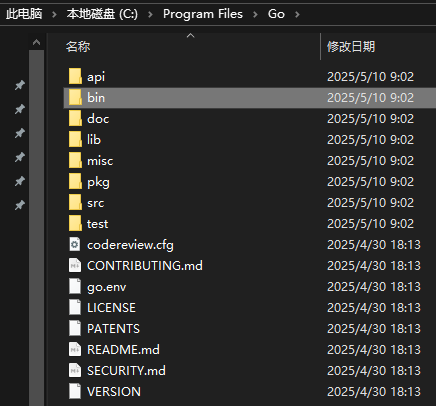 此电脑 > 本地磁盘 (C:) > Program Files > Go >
名称 修改日期
api 2025/5/10 9:02
bin 2025/5/10 9:02
doc 2025/5/10 9:02
lib 2025/5/10 9:02
misc 2025/5/10 9:02
pkg 2025/5/10 9:02
src 2025/5/10 9:02
test 2025/5/10 9:02
codereview.cfg 2025/4/30 18:13
CONTRIBUTING.md 2025/4/30 18:13
go.env 2025/4/30 18:13
LICENSE 2025/4/30 18:13
PATENTS 2025/4/30 18:13
README.md 2025/4/30 18:13
SECURITY.md 2025/4/30 18:13
VERSION 2025/4/30 18:13